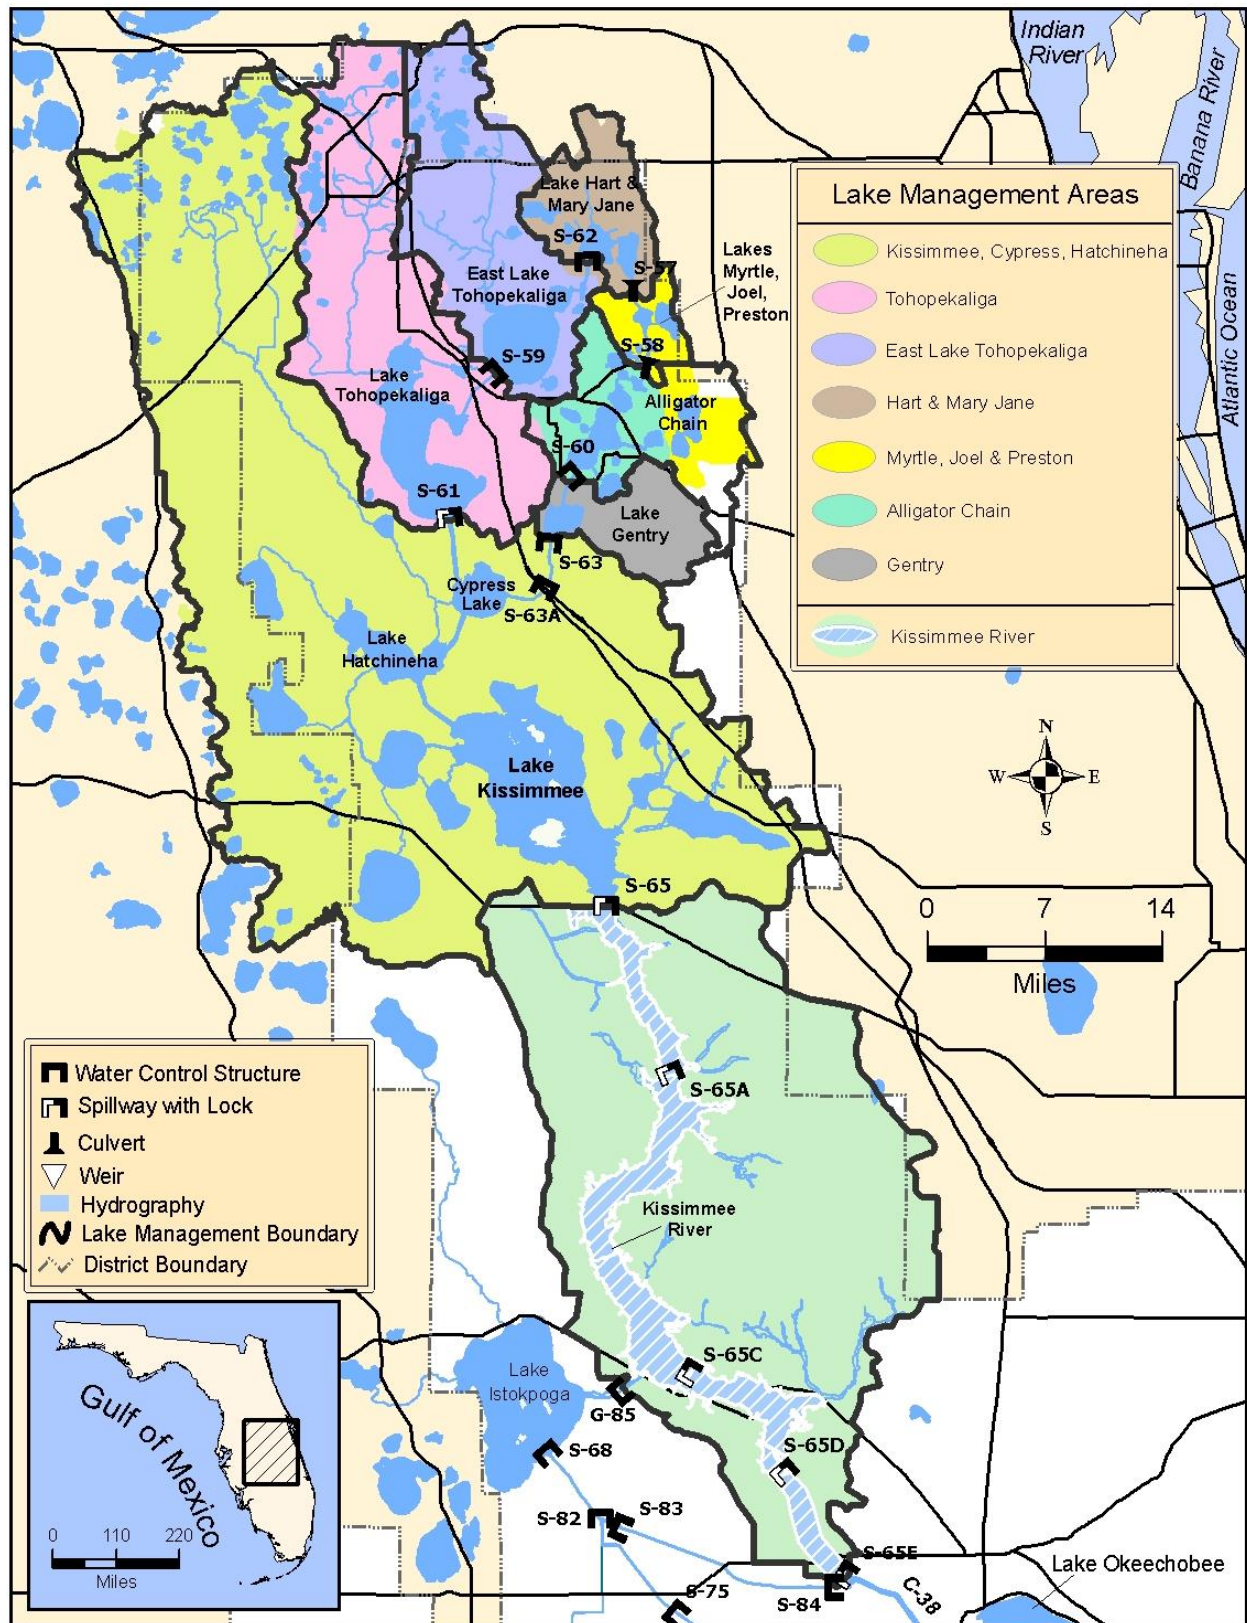 Indian
River
Banana River
Atlantic Ocean
Lake Management Areas
Kissimmee, Cypress, Hatchineha
Tohopekaliga
East Lake Tohopekaliga
Hart & Mary Jane
Myrtle, Joel & Preston
Alligator Chain
Gentry
Kissimmee River
Lake Hart &
Mary Jane
S-62
S-57
Lakes
Myrtle,
Joel,
Preston
East Lake
Tohopekaliga
S-59
S-58
Lake
Tohopekaliga
Alligator
Chain
S-60
S-61
Lake
Gentry
S-63
Cypress
Lake
S-63A
Lake
Hatchineha
Lake
Kissimmee
N
W
E
S
S-65
0 7 14
Miles
S-65A
Kissimmee
River
Water Control Structure
Spillway with Lock
Culvert
Weir
Hydrography
Lake Management Boundary
District Boundary
Gulf of Mexico
0 110 220
Miles
Lake
Istokpoga
S-65C
G-85
S-68
S-65D
S-82
S-83
S-65E
S-75
S-84
C-38
Lake Okeechobee